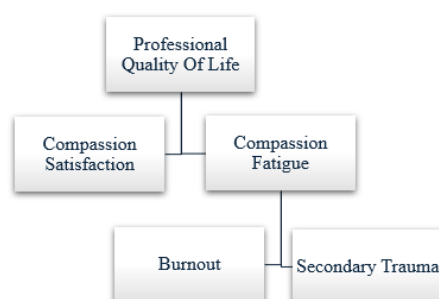 Professional
Quality Of Life
Compassion
Satisfaction
Compassion
Fatigue
Burnout
Secondary Trauma